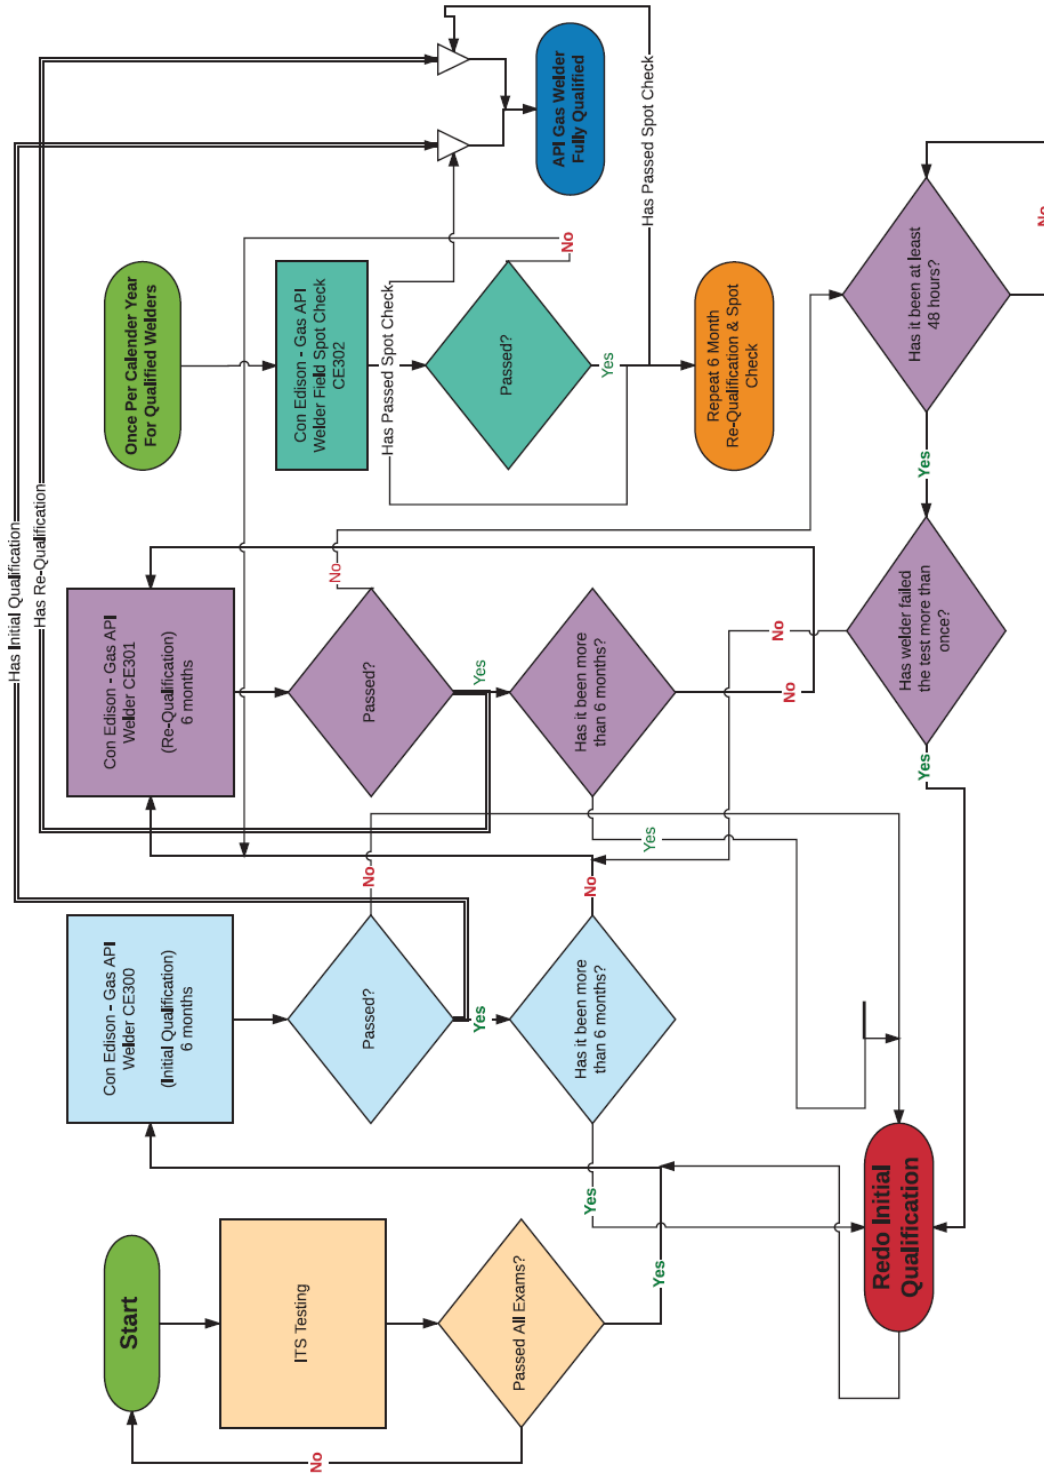 Start
ITS Testing
Passed All Exams?
No
Yes
Con Edison - Gas API
Welder CE300
(Initial Qualification)
6 months
Passed?
No
Yes
Has it been more
than 6 months?
No
Yes
Redo Initial
Qualification
Has Initial Qualification
Has Re-Qualification
Con Edison - Gas API
Welder CE301
(Re-Qualification)
6 months
Passed?
No
Yes
Has it been more
than 6 months?
No
Yes
Has welder failed
the test more than
once?
No
Yes
Has it been at least
48 hours?
Yes
No
Once Per Calender Year
For Qualified Welders
Con Edison - Gas API
Welder Field Spot Check
CE302
Has Passed Spot Check
Passed?
No
Yes
Repeat 6 Month
Re-Qualification & Spot
Check
Has Passed Spot Check
API Gas Welder
Fully Qualified